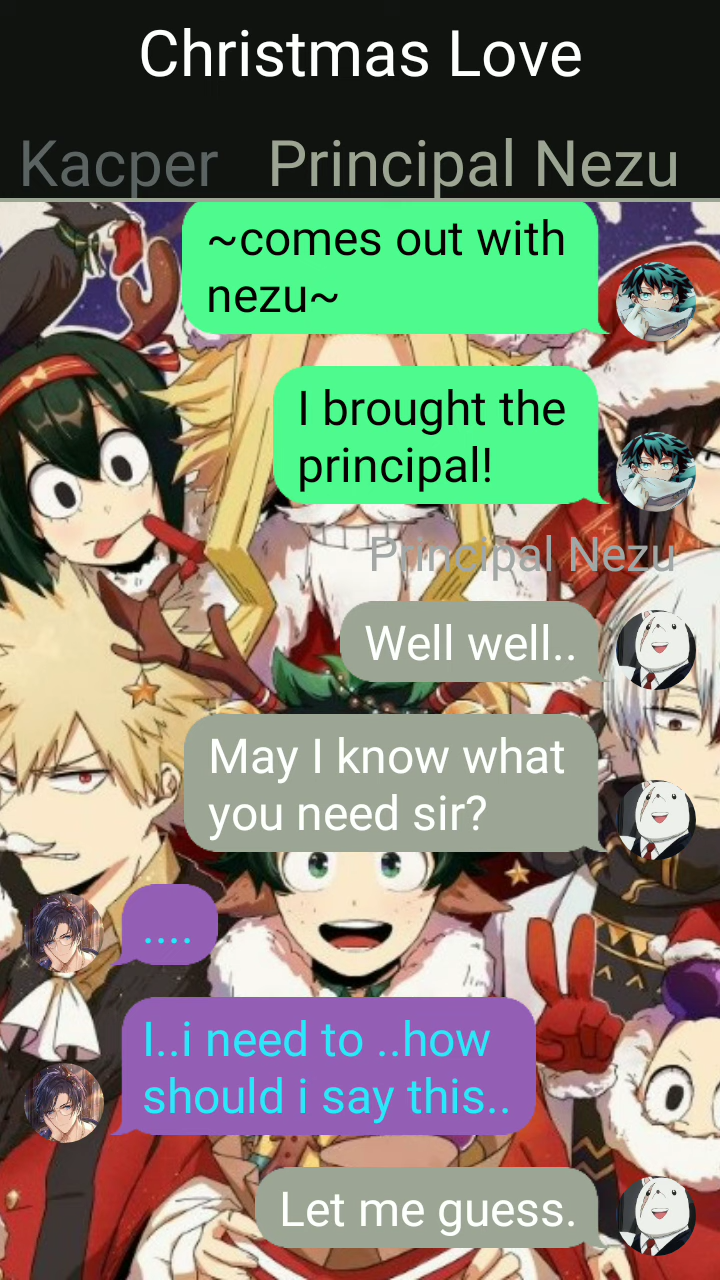 Christmas Love
Kacper Principal Nezu
~comes out with
nezu~
I brought the
principal!
Principal Nezu
Well well..
May I know what
you need sir?
....
I..i need to ..how
should i say this..
Let me guess.